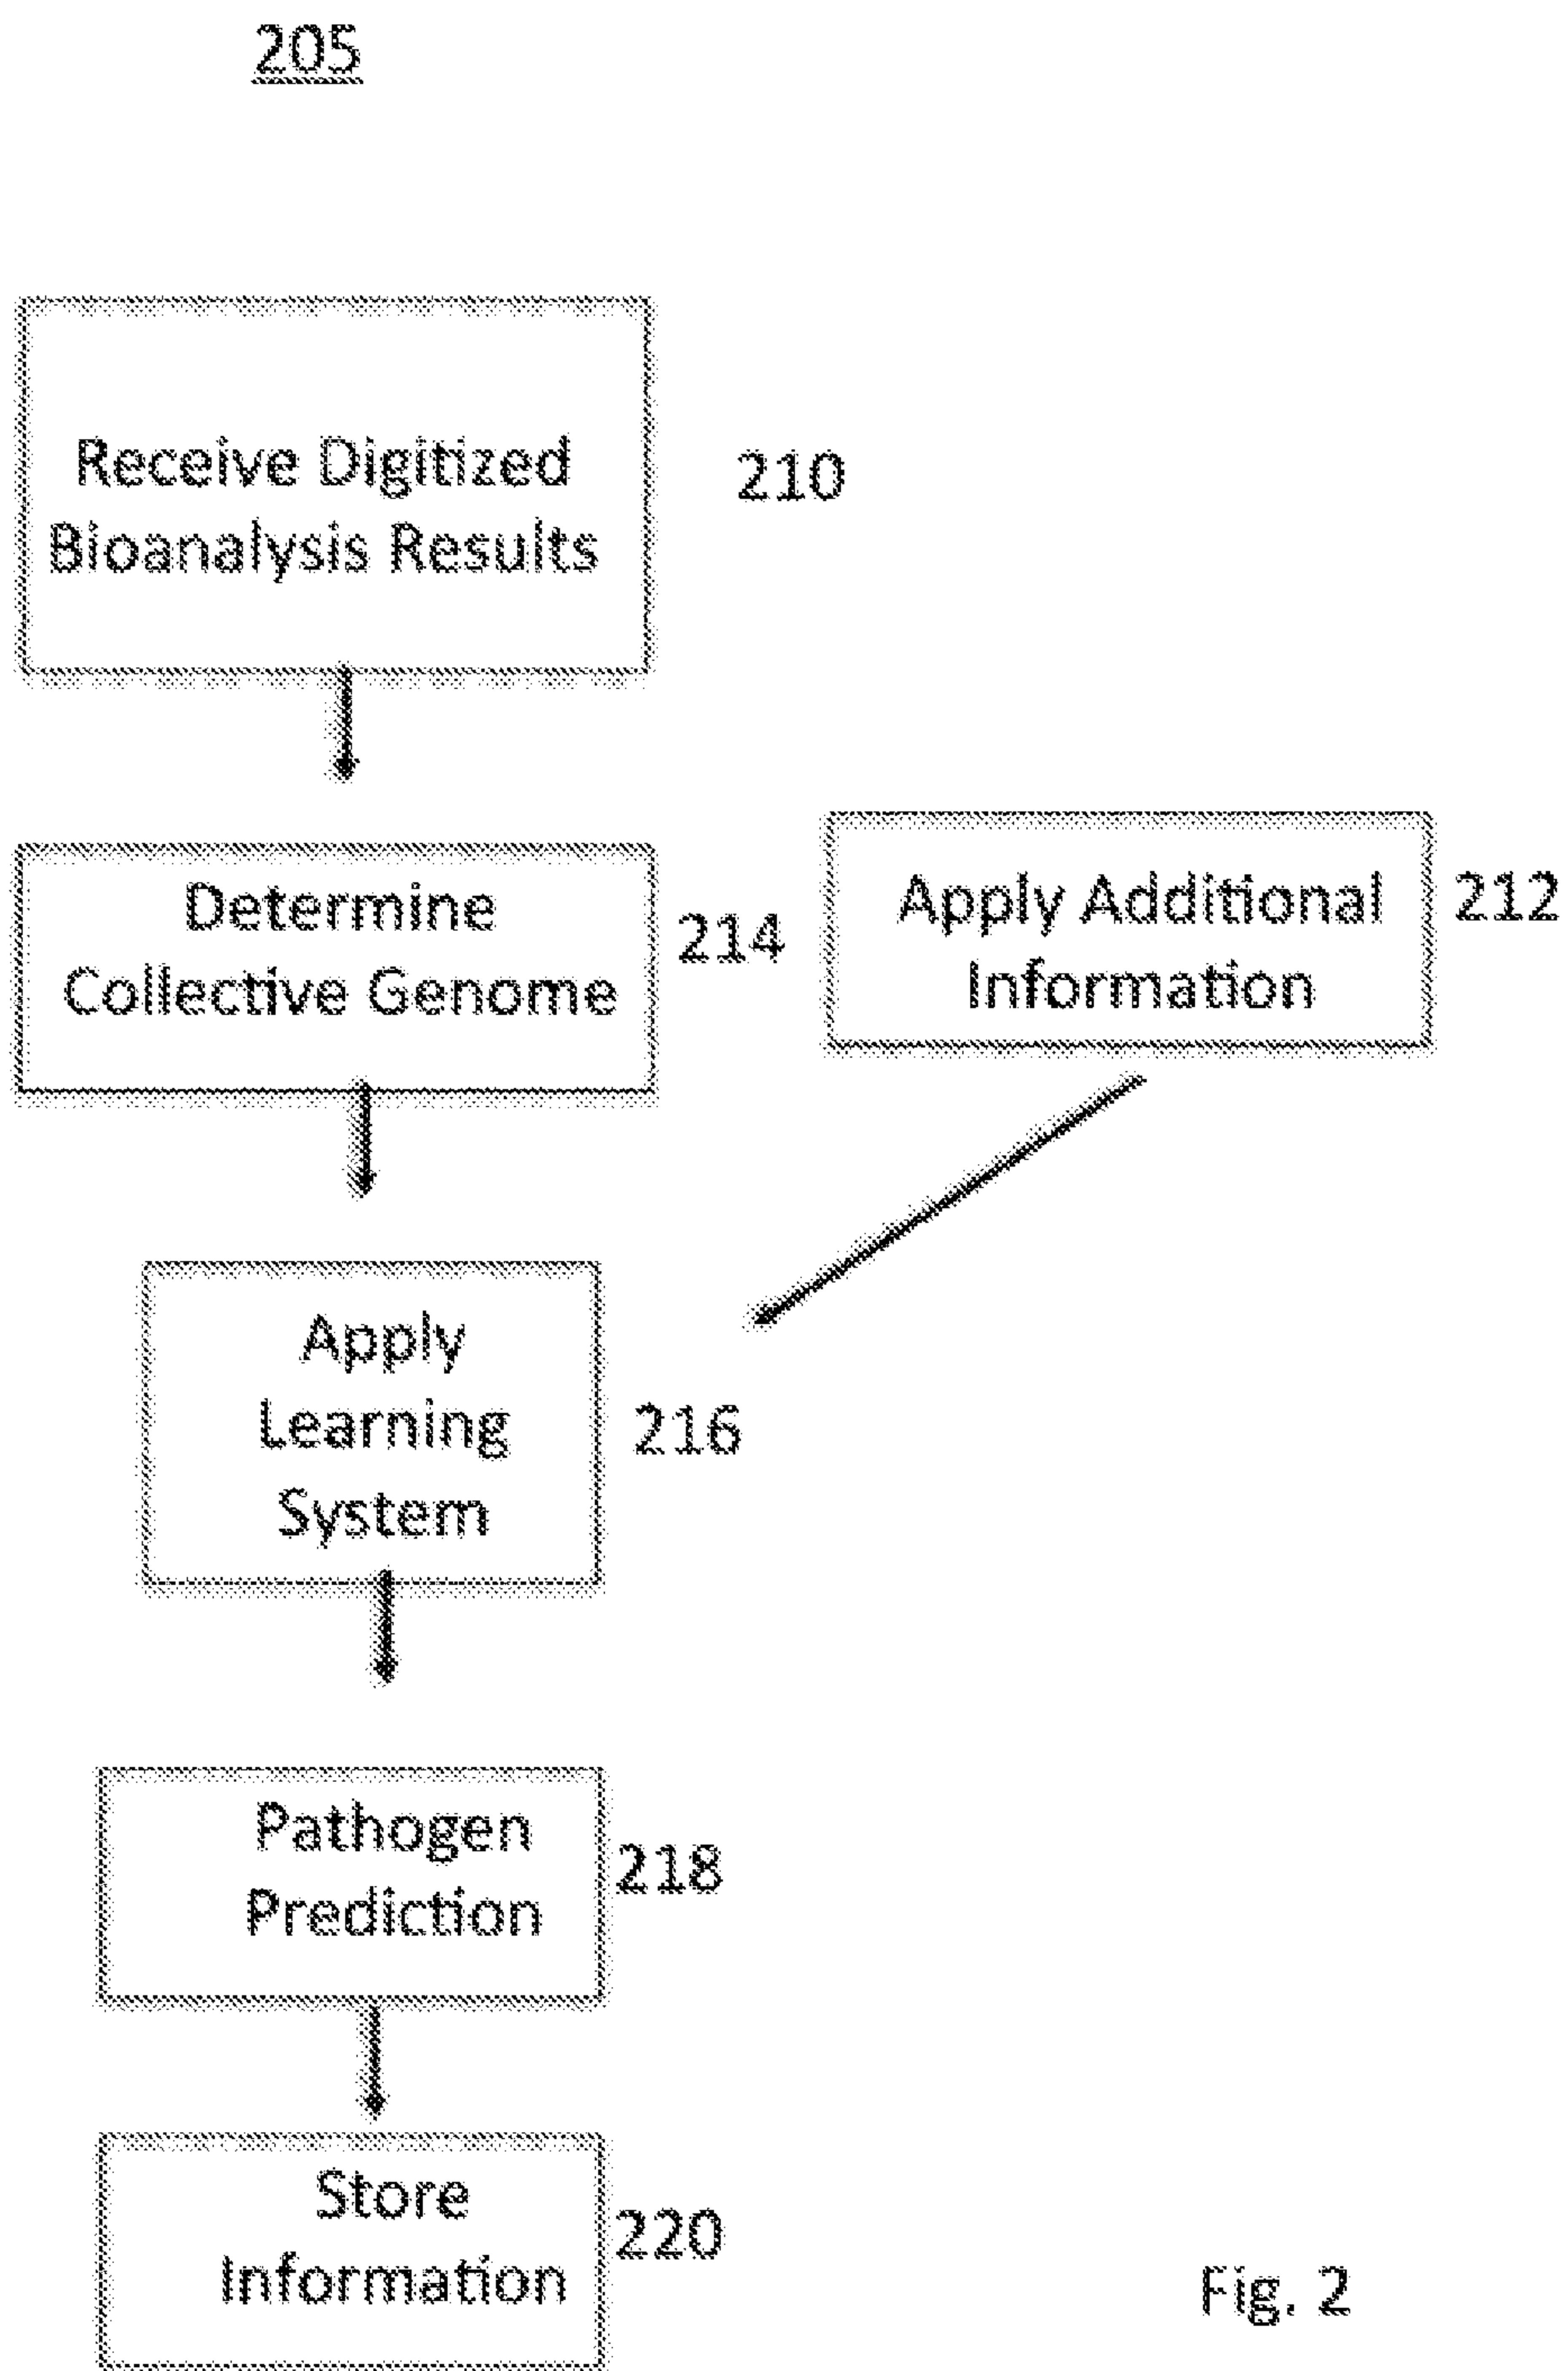 205
Receive Digitized
Bioanalysis Results
210
Determine
Collective Genome
214
Apply Additional
Information
212
Apply
Learning
System
216
Pathogen
Prediction
218
Store
Information
220
Fig. 2